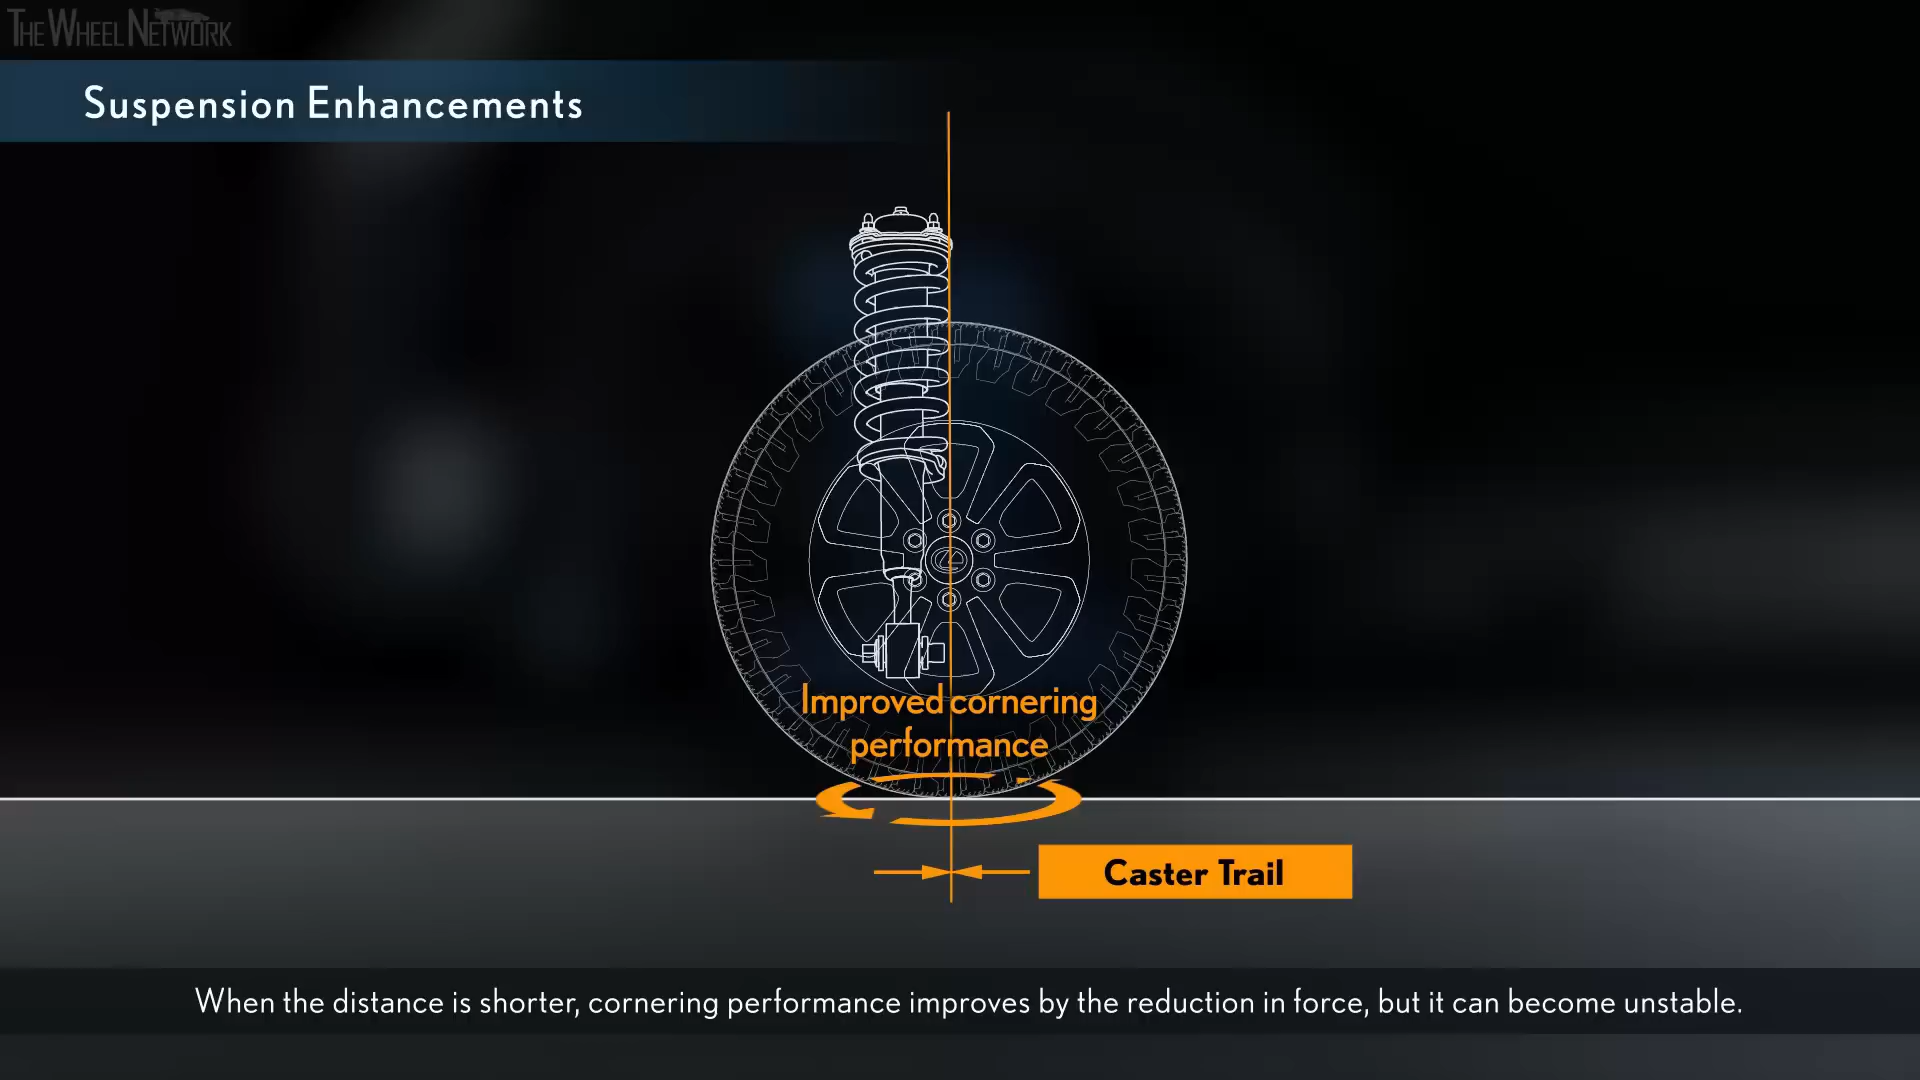 THE WHEEL NETWORK
Suspension Enhancements
Improved cornering
performance
Caster Trail
When the distance is shorter, cornering performance improves by the reduction in force, but it can become unstable.